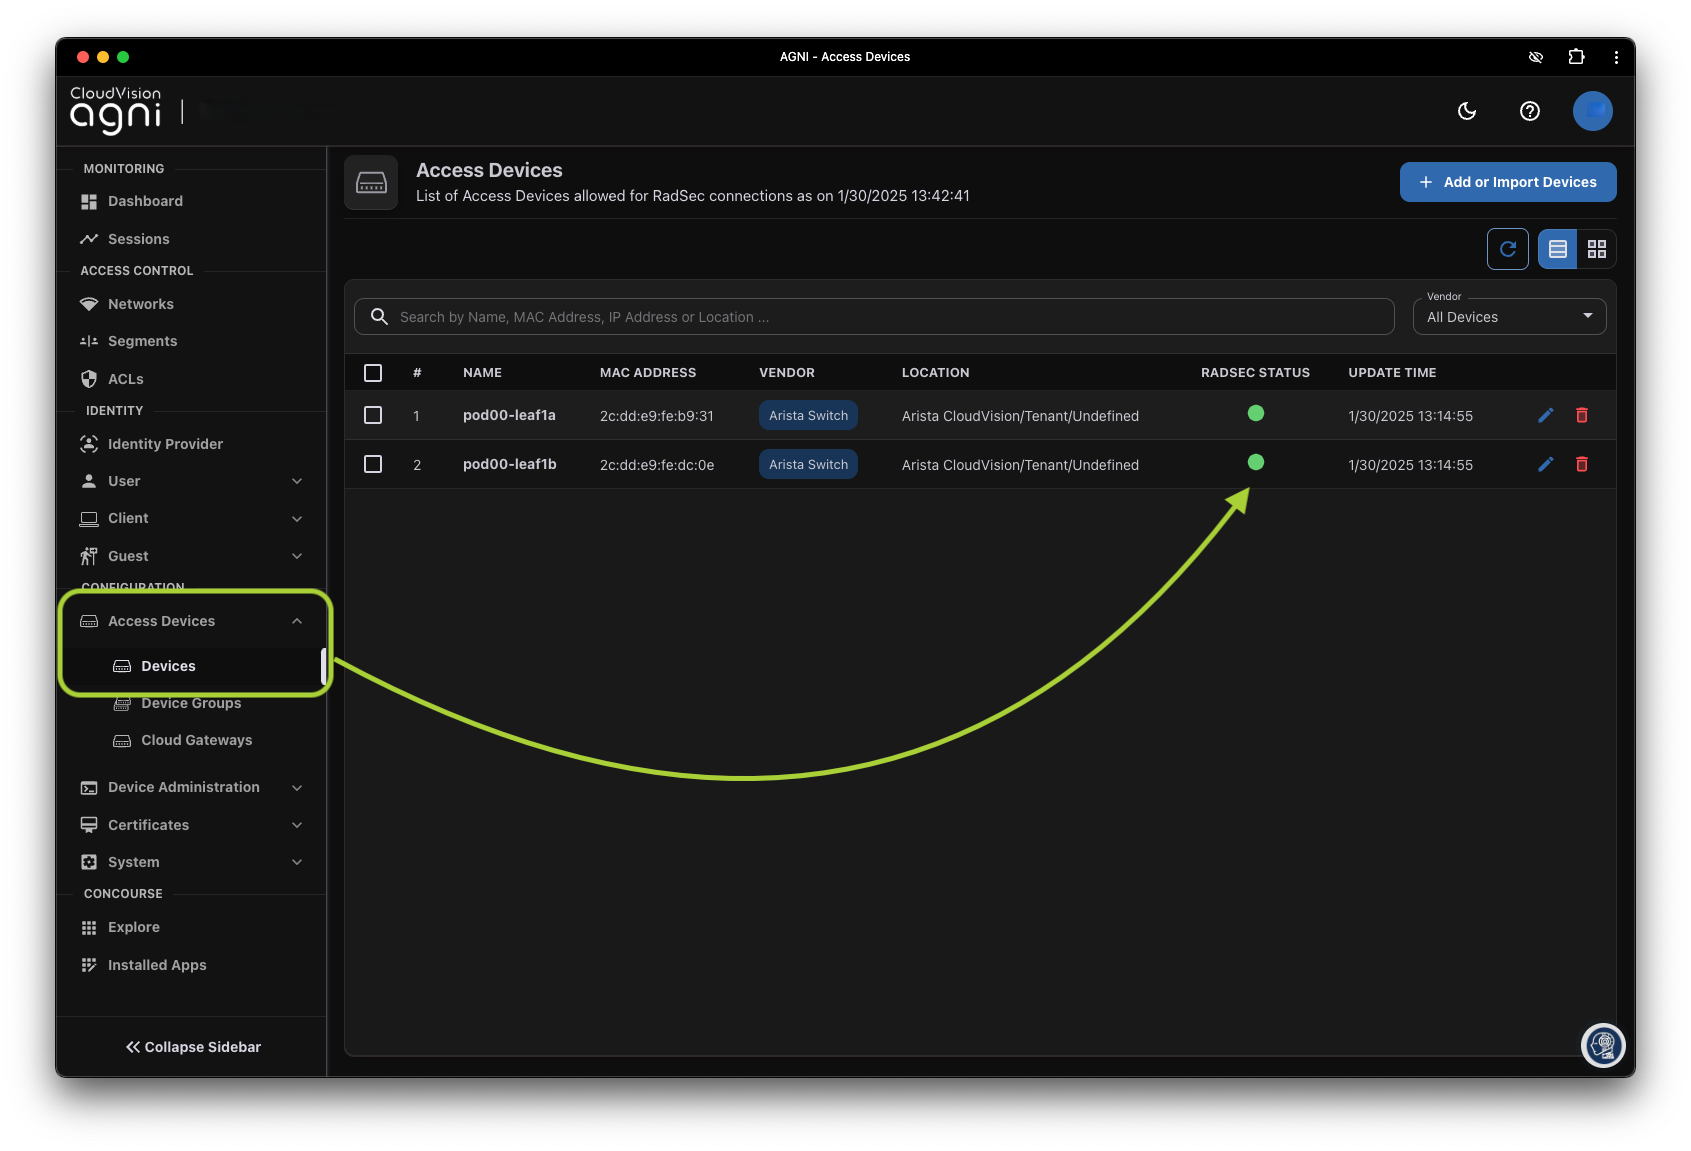 AGNI - Access Devices
CloudVision
agni
MONITORING
Dashboard
Sessions
ACCESS CONTROL
Networks
Segments
ACLs
IDENTITY
Identity Provider
User
Client
Guest
CONFIGURATION
Access Devices
Devices
Device Groups
Cloud Gateways
Device Administration
Certificates
System
CONCOURSE
Explore
Installed Apps
Collapse Sidebar
Access Devices
List of Access Devices allowed for RadSec connections as on 1/30/2025 13:42:41
+ Add or Import Devices
Search by Name, MAC Address, IP Address or Location ...
Vendor
All Devices
# NAME MAC ADDRESS VENDOR LOCATION RADSEC STATUS UPDATE TIME
1 pod00-leaf1a 2c:dd:e9:fe:b9:31 Arista Switch Arista CloudVision/Tenant/Undefined 1/30/2025 13:14:55
2 pod00-leaf1b 2c:dd:e9:fe:dc:0e Arista Switch Arista CloudVision/Tenant/Undefined 1/30/2025 13:14:55